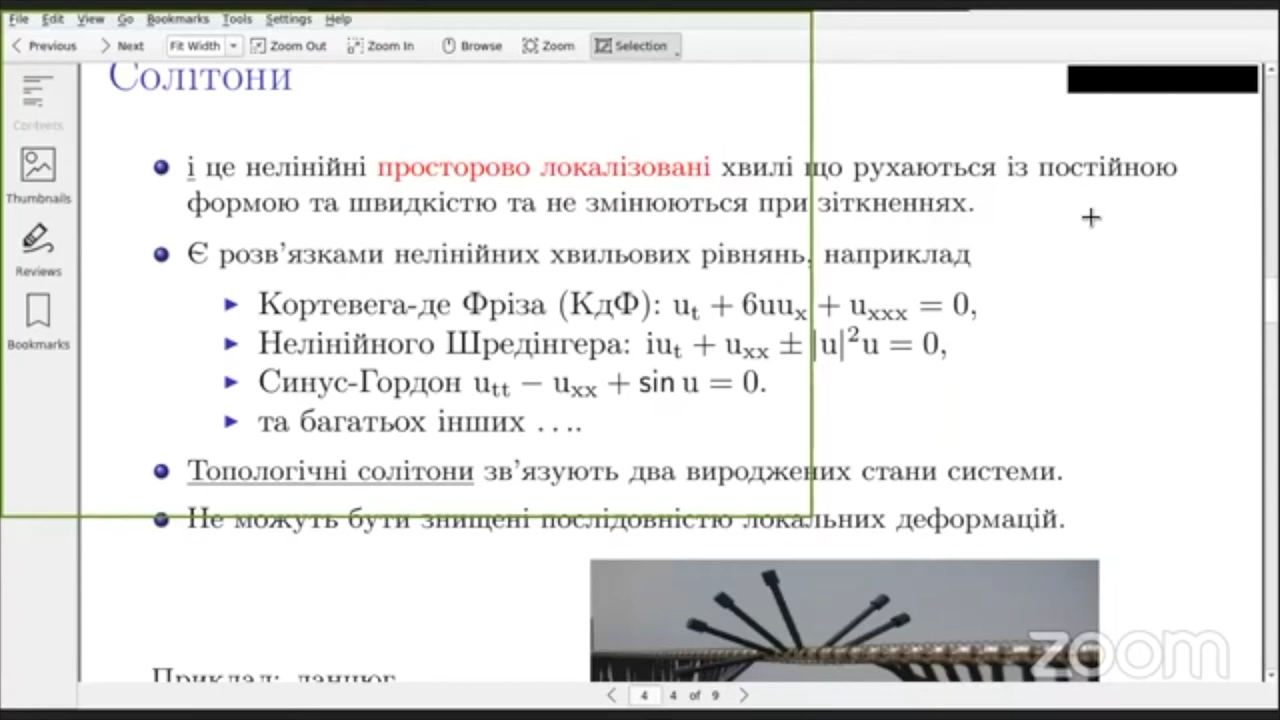 File Edit View Go Bookmarks Tools Settings Help
Previous Next Fit Width Zoom Out Zoom In Browse Zoom Selection
Солітони
Contents
Thumbnails
Reviews
Bookmarks
і це нелінійні просторово локалізовані хвилі що рухаються із постійною
формою та швидкістю та не змінюються при зіткненнях.
Є розв'язками нелінійних хвильових рівнянь, наприклад
Кортевега-де Фріза (КдФ): uₜ + 6uuₓ + uₓₓₓ = 0,
Нелінійного Шредінгера: iuₜ + uₓₓ ± |u|²u = 0,
Синус-Гордон uₜₜ − uₓₓ + sin u = 0.
та багатьох інших ....
Топологічні солітони зв'язують два вироджених стани системи.
Не можуть бути знищені послідовністю локальних деформацій.
Приклад: ланцюг
zoom
4 4 of 9